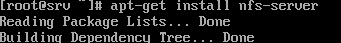 [root@srv ~]# apt-get install nfs-server
Reading Package Lists... Done
Building Dependency Tree... Done